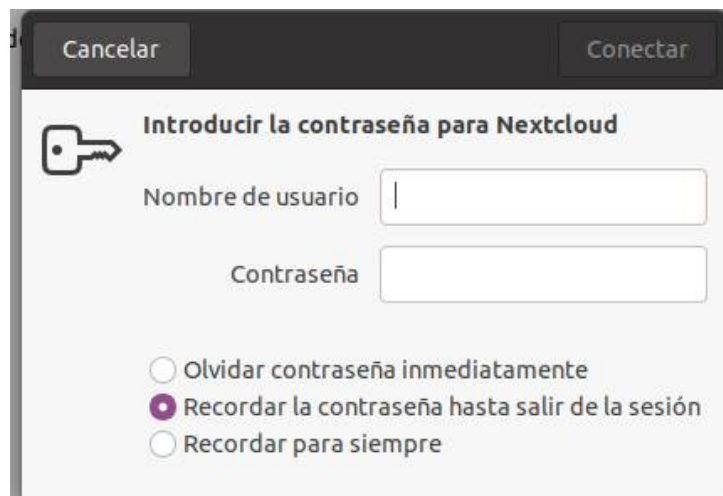 Cancelar
Conectar
Introducir la contraseña para Nextcloud
Nombre de usuario
Contraseña
Olvidar contraseña inmediatamente
Recordar la contraseña hasta salir de la sesión
Recordar para siempre